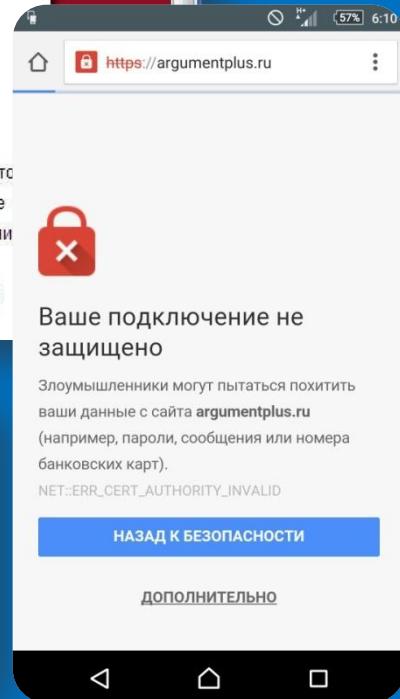 57% 6:10
H+
https://argumentplus.ru
Ваше подключение не
защищено
Злоумышленники могут пытаться похитить
ваши данные с сайта argumentplus.ru
(например, пароли, сообщения или номера
банковских карт).
NET::ERR_CERT_AUTHORITY_INVALID
НАЗАД К БЕЗОПАСНОСТИ
ДОПОЛНИТЕЛЬНО